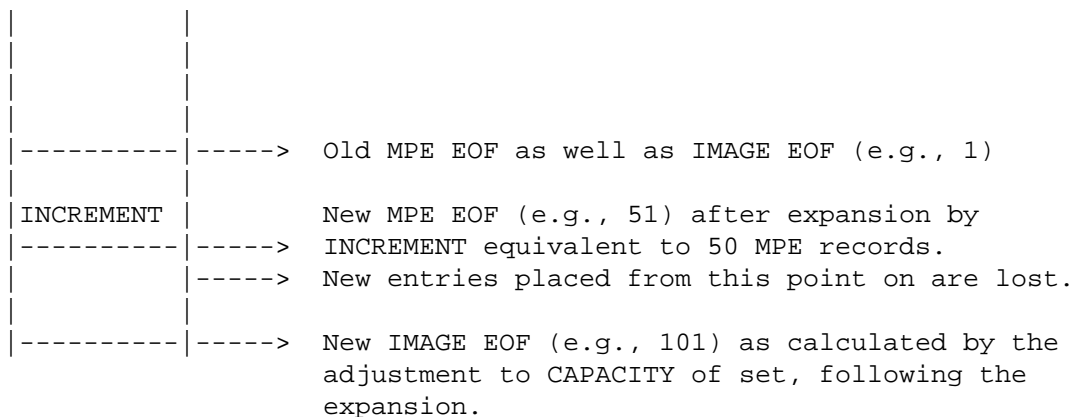 |----------|-----> Old MPE EOF as well as IMAGE EOF (e.g., 1)
|INCREMENT | New MPE EOF (e.g., 51) after expansion by
|----------|-----> INCREMENT equivalent to 50 MPE records.
|-----> New entries placed from this point on are lost.
|----------|-----> New IMAGE EOF (e.g., 101) as calculated by the
adjustment to CAPACITY of set, following the
expansion.